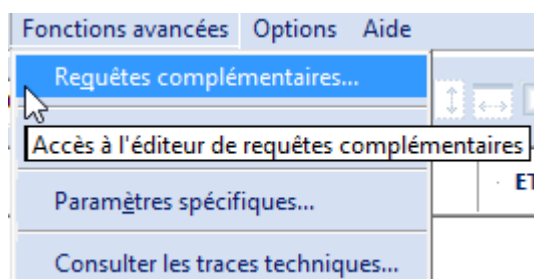 Fonctions avancées Options Aide
Requêtes complémentaires...
Accès à l'éditeur de requêtes complémentaires
ET
Paramètres spécifiques...
Consulter les traces techniques...